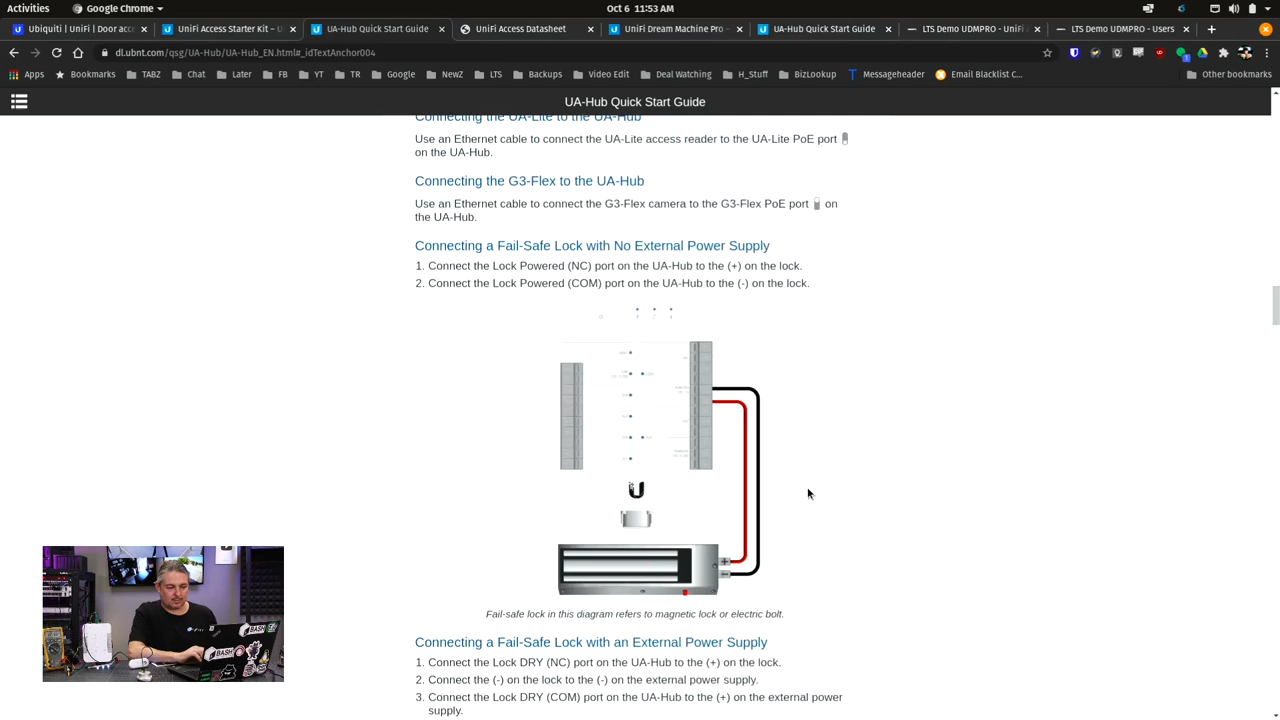 Activities
Google Chrome
Oct 6 11:53 AM
Ubiquiti UniFi | Door acc
UniFi Access Starter Kit –
UA-Hub Quick Start Guide
UniFi Access Datasheet
UniFi Dream Machine Pro -
UA-Hub Quick Start Guide
LTS Demo UDMPRO - UniFi
LTS Demo UDMPRO - Users
dl.ubnt.com/qsg/UA-Hub/UA-Hub_EN.html#_idTextAnchor004
Apps
Bookmarks
TABZ
Chat
Later
FB
YT
TR
Google
NewZ
LTS
Backups
Video Edit
Deal Watching
H_Stuff
BizLookup
Messageheader
Email Blacklist C...
Other bookmarks
UA-Hub Quick Start Guide
Connecting the UA-Lite to the UA-Hub
Use an Ethernet cable to connect the UA-Lite access reader to the UA-Lite PoE port
on the UA-Hub.
Connecting the G3-Flex to the UA-Hub
Use an Ethernet cable to connect the G3-Flex camera to the G3-Flex PoE port on
the UA-Hub.
Connecting a Fail-Safe Lock with No External Power Supply
1. Connect the Lock Powered (NC) port on the UA-Hub to the (+) on the lock.
2. Connect the Lock Powered (COM) port on the UA-Hub to the (-) on the lock.
Fail-safe lock in this diagram refers to magnetic lock or electric bolt.
Connecting a Fail-Safe Lock with an External Power Supply
1. Connect the Lock DRY (NC) port on the UA-Hub to the (+) on the lock.
2. Connect the (-) on the lock to the (-) on the external power supply.
3. Connect the Lock DRY (COM) port on the UA-Hub to the (+) on the external power
supply.
BASH
BASH